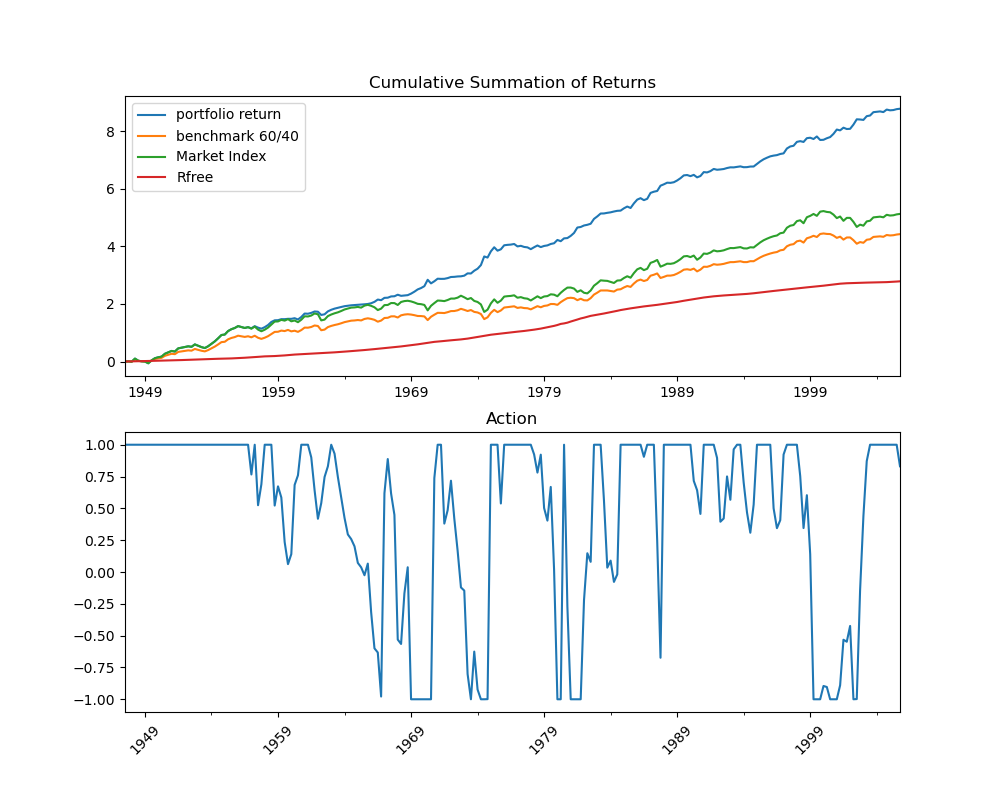 Cumulative Summation of Returns
portfolio return
benchmark 60/40
Market Index
Rfree
8
6
4
2
0
1949 1959 1969 1979 1989 1999
Action
1.00
0.75
0.50
0.25
0.00
−0.25
−0.50
−0.75
−1.00
1949 1959 1969 1979 1989 1999